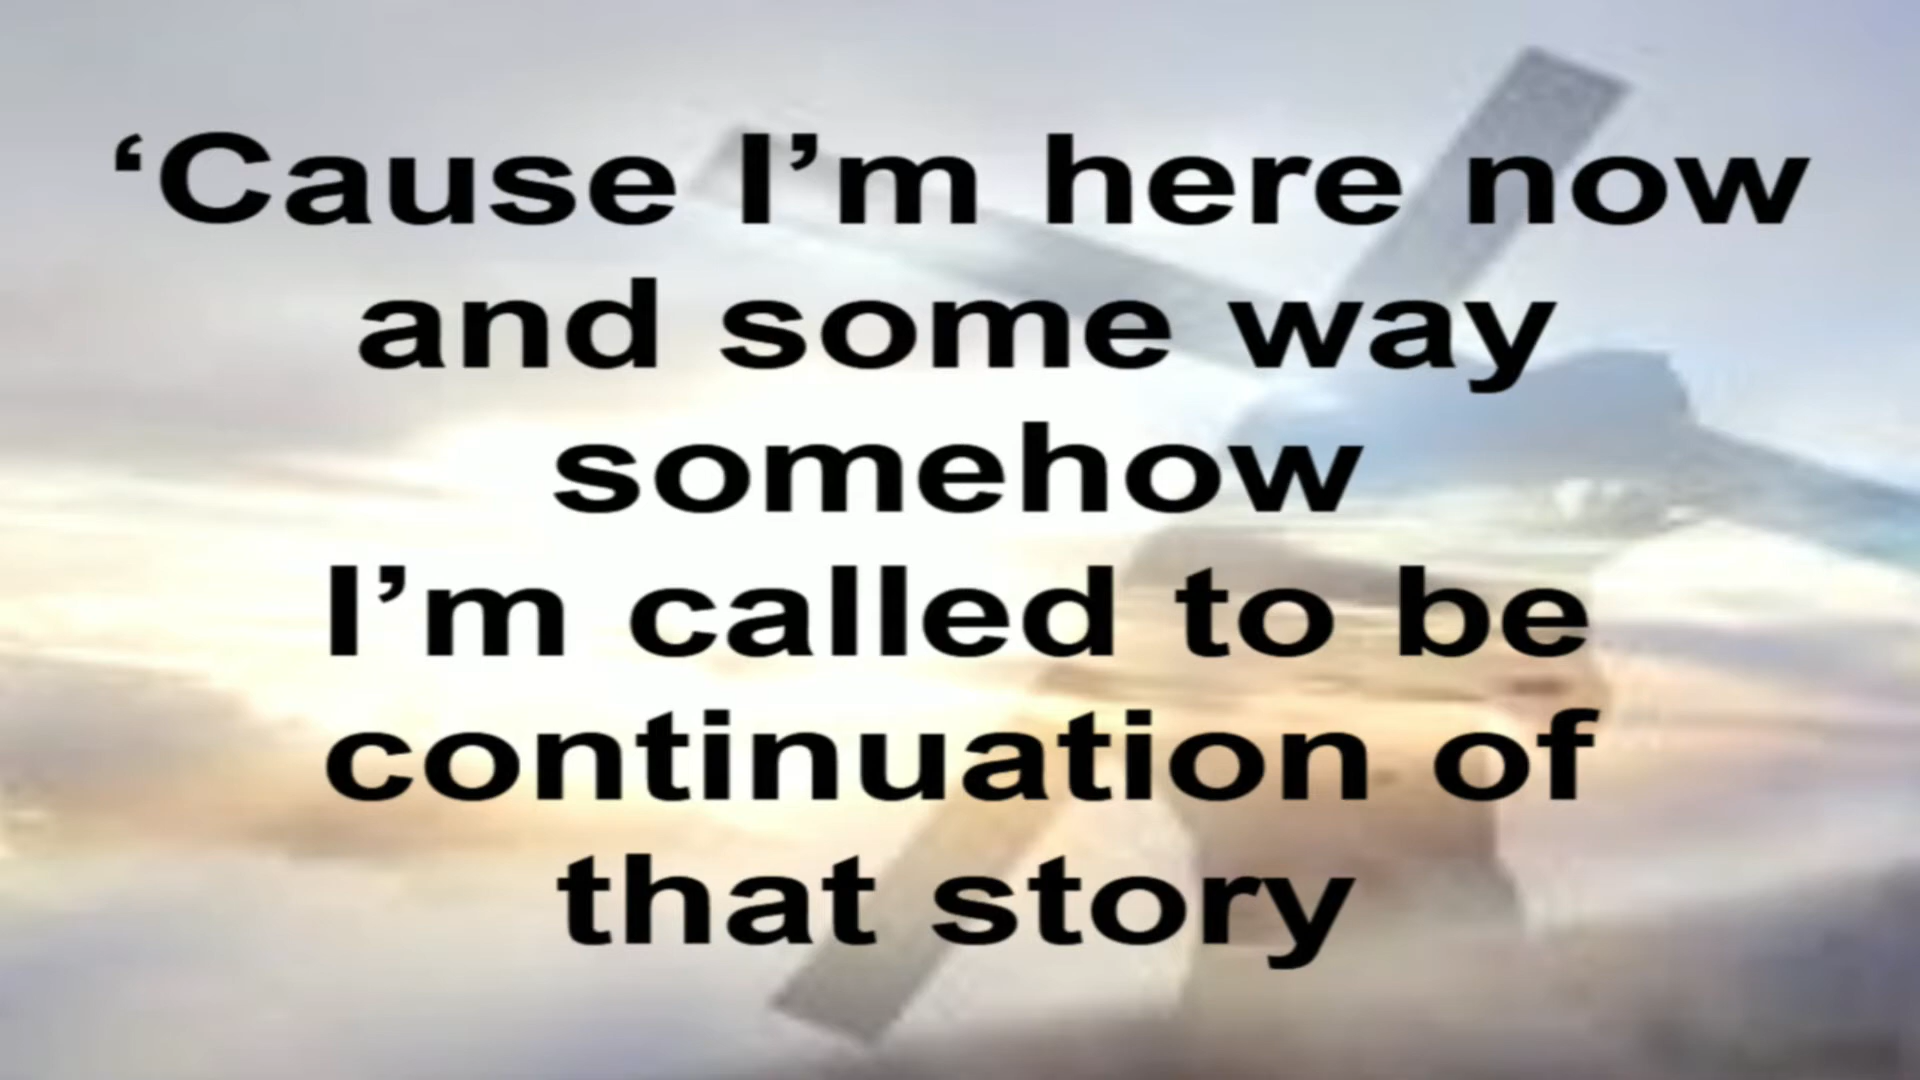 ‘Cause I’m here now
and some way
somehow
I’m called to be
continuation of
that story